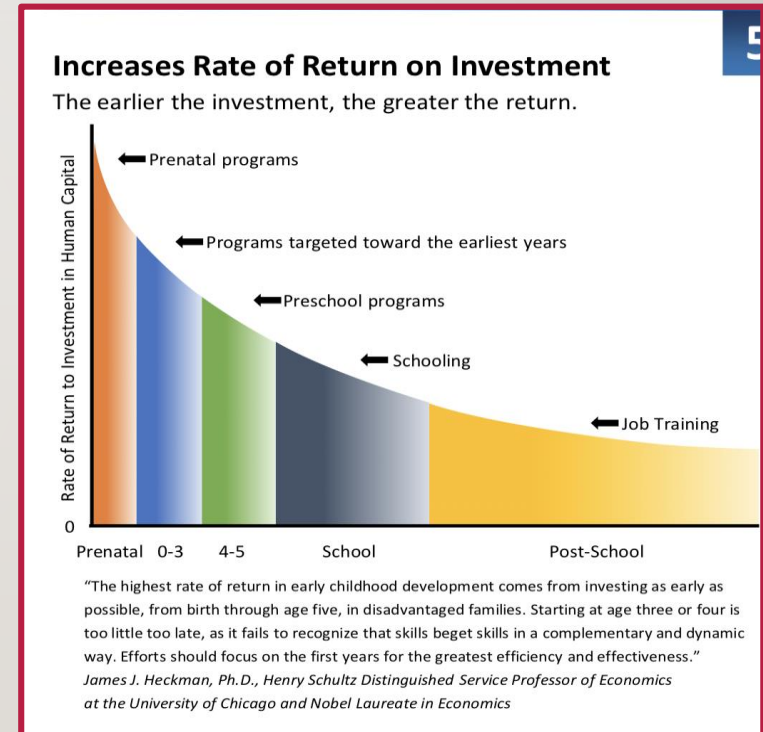 5
Increases Rate of Return on Investment
The earlier the investment, the greater the return.
Rate of Return to Investment in Human Capital
Prenatal programs
Programs targeted toward the earliest years
Preschool programs
Schooling
Job Training
0
Prenatal 0-3 4-5 School Post-School
“The highest rate of return in early childhood development comes from investing as early as
possible, from birth through age five, in disadvantaged families. Starting at age three or four is
too little too late, as it fails to recognize that skills beget skills in a complementary and dynamic
way. Efforts should focus on the first years for the greatest efficiency and effectiveness.”
James J. Heckman, Ph.D., Henry Schultz Distinguished Service Professor of Economics
at the University of Chicago and Nobel Laureate in Economics